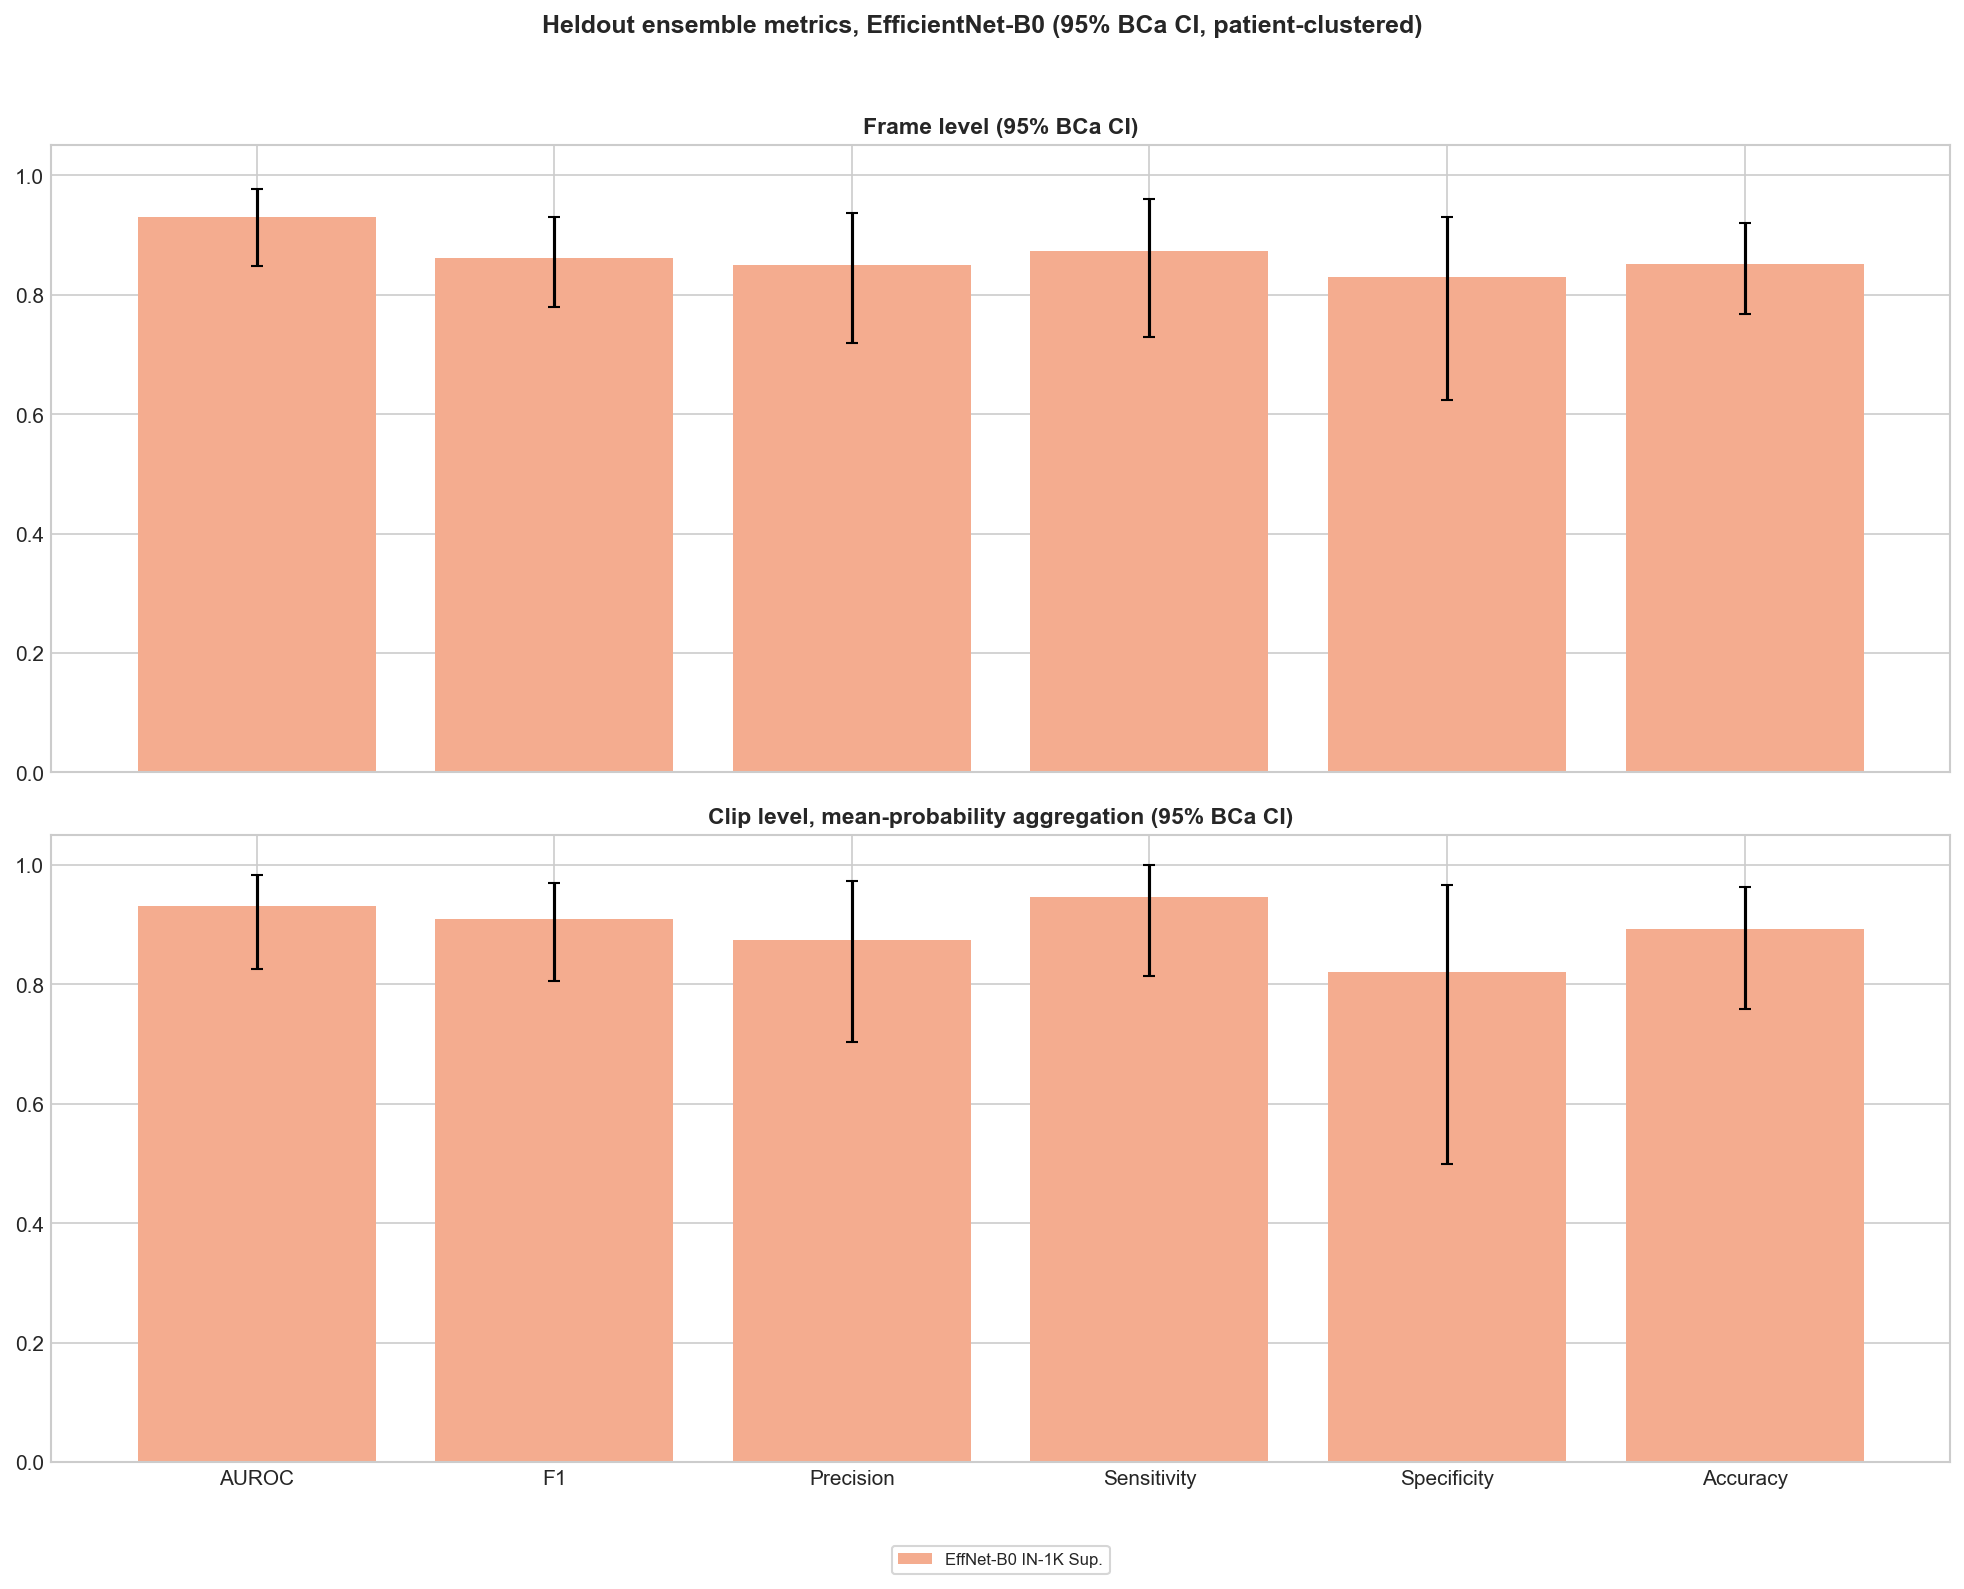 Heldout ensemble metrics, EfficientNet-B0 (95% BCa CI, patient-clustered)
Frame level (95% BCa CI)
1.0
0.8
0.6
0.4
0.2
0.0
Clip level, mean-probability aggregation (95% BCa CI)
1.0
0.8
0.6
0.4
0.2
0.0
AUROC F1 Precision Sensitivity Specificity Accuracy
EffNet-B0 IN-1K Sup.